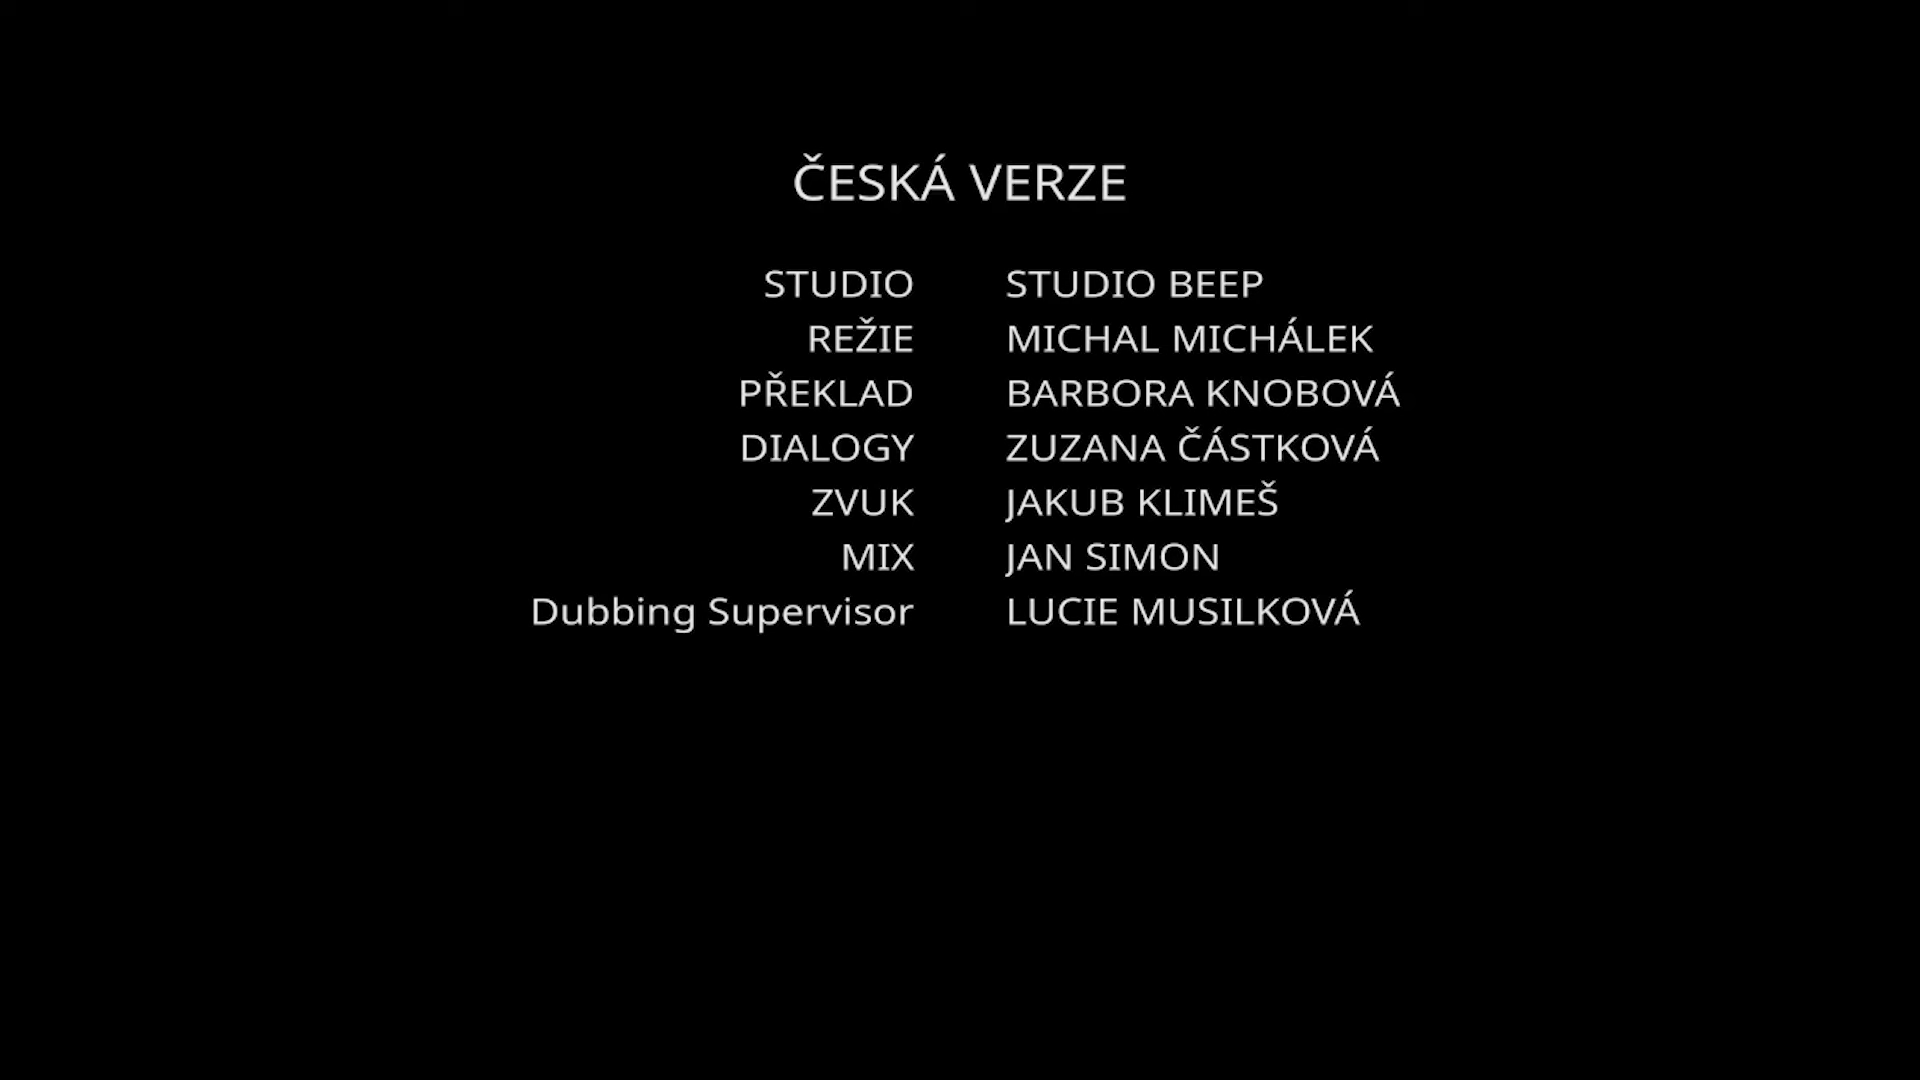 ČESKÁ VERZE
STUDIO STUDIO BEEP
REŽIE MICHAL MICHÁLEK
PŘEKLAD BARBORA KNOBOVÁ
DIALOGY ZUZANA ČÁSTKOVÁ
ZVUK JAKUB KLIMEŠ
MIX JAN SIMON
Dubbing Supervisor LUCIE MUSILKOVÁ